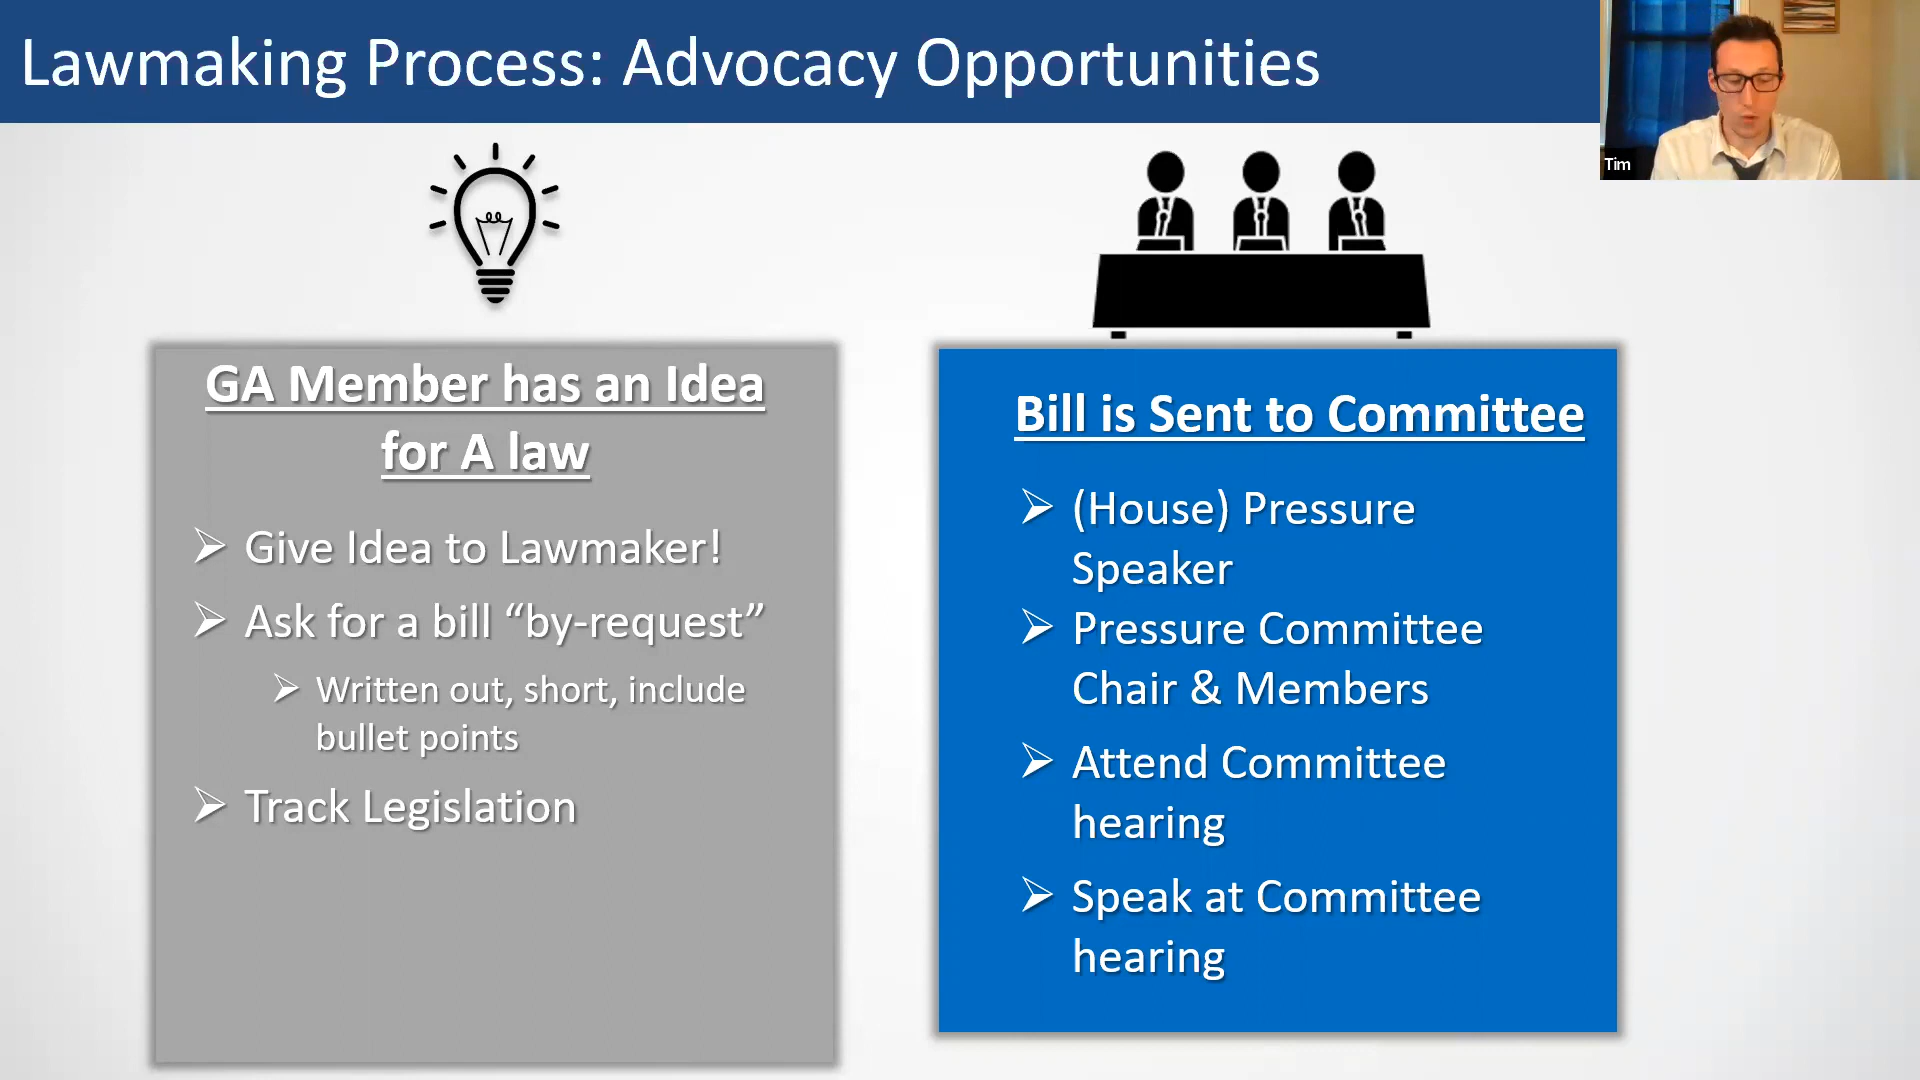 Lawmaking Process: Advocacy Opportunities
Tim
GA Member has an Idea
for A law
Give Idea to Lawmaker!
Ask for a bill “by-request”
Written out, short, include
bullet points
Track Legislation
Bill is Sent to Committee
(House) Pressure
Speaker
Pressure Committee
Chair & Members
Attend Committee
hearing
Speak at Committee
hearing